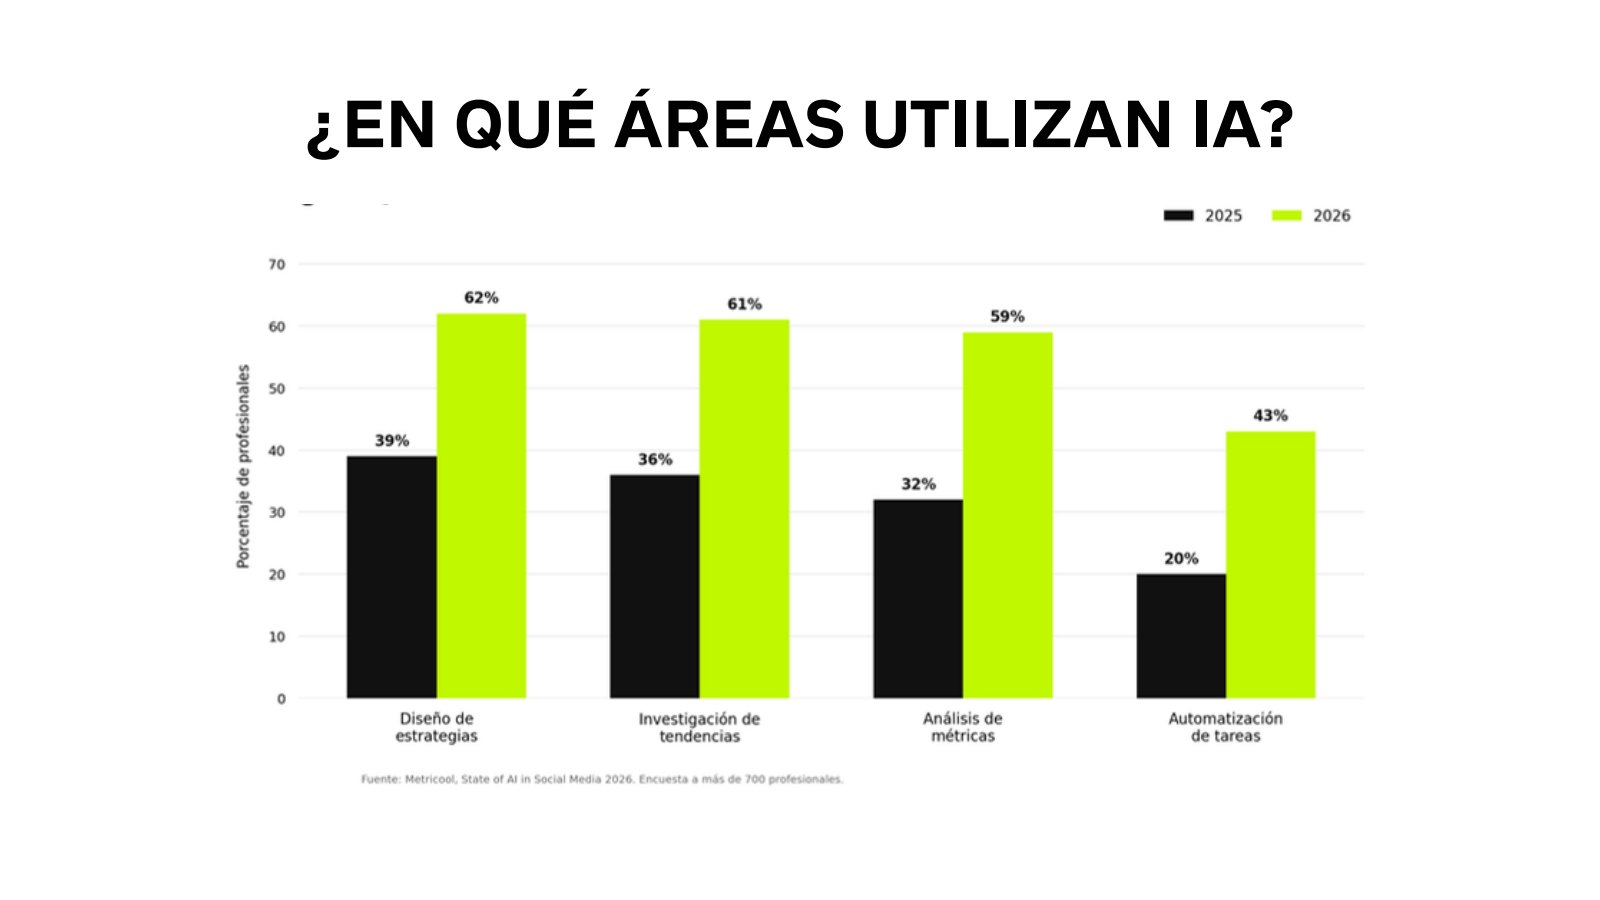 ¿EN QUÉ ÁREAS UTILIZAN IA?
2025 2026
Porcentaje de profesionales
70
60
50
40
30
20
10
0
62%
61%
59%
43%
39%
36%
32%
20%
Diseño de
estrategias
Investigación de
tendencias
Análisis de
métricas
Automatización
de tareas
Fuente: Metricool, State of AI in Social Media 2026. Encuesta a más de 700 profesionales.